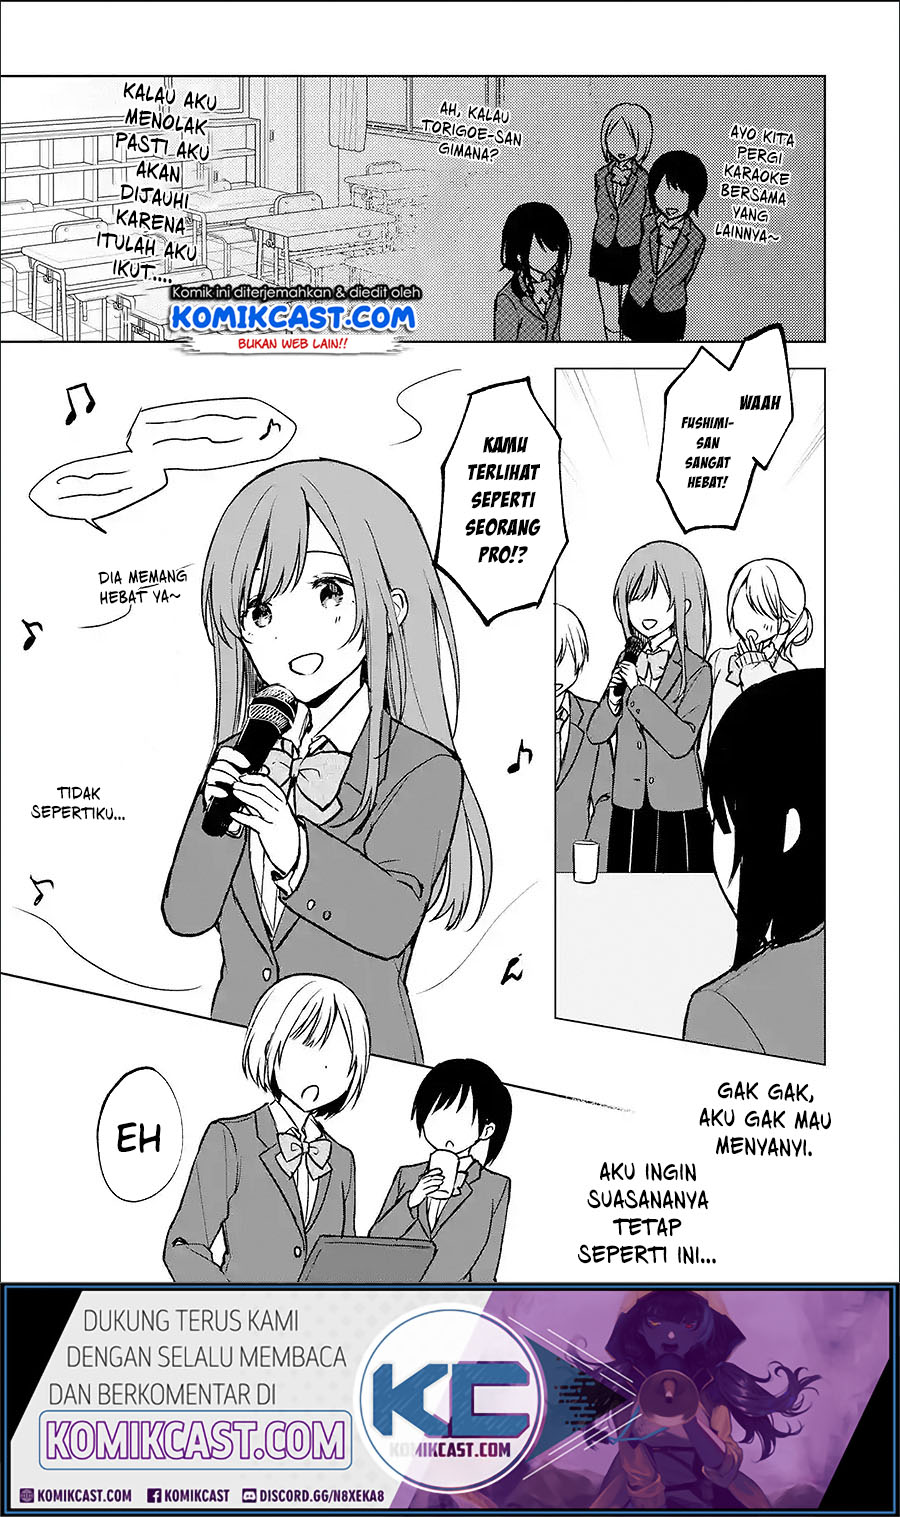 AYO KITA
PERGI
KARAOKE
BERSAMA
YANG
LAINNYA~
AH, KALAU
TORIGOE-SAN
GIMANA?
KALAU AKU
MENOLAK
PASTI AKU
AKAN
DIJAUHI
KARENA
ITULAH AKU
IKUT....
Komik ini diterjemahkan & diedit oleh
KOMIKCAST.COM
BUKAN WEB LAIN!!
WAAH
FUSHIMI-
SAN
SANGAT
HEBAT!
KAMU
TERLIHAT
SEPERTI
SEORANG
PRO!?
DIA MEMANG
HEBAT YA~
TIDAK
SEPERTIKU...
GAK GAK,
AKU GAK MAU
MENYANYI.
AKU INGIN
SUASANANYA
TETAP
SEPERTI INI...
EH
DUKUNG TERUS KAMI
DENGAN SELALU MEMBACA
DAN BERKOMENTAR DI
KOMIKCAST.COM
KC
KOMIKCAST.COM
KOMIKCAST.COM
KOMIKCAST
DISCORD.GG/N8XEKA8